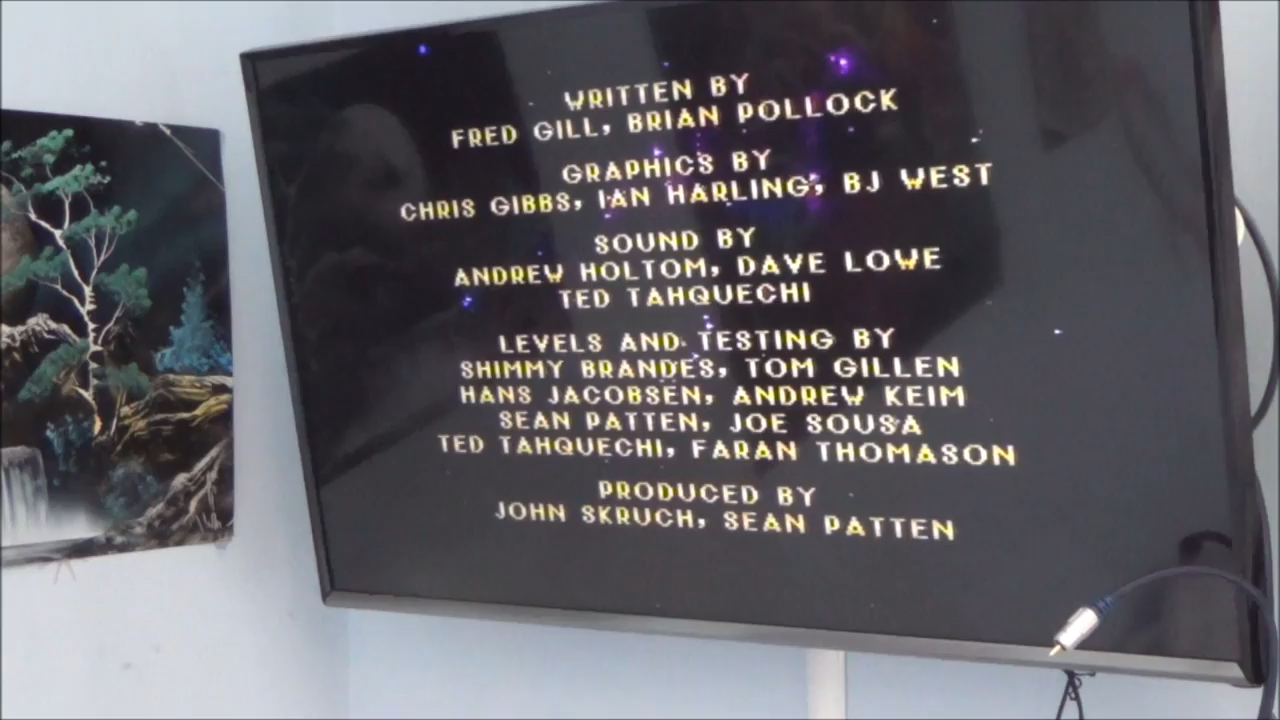 WRITTEN BY
FRED GILL, BRIAN POLLOCK
GRAPHICS BY
CHRIS GIBBS, IAN HARLING, BJ WEST
SOUND BY
ANDREW HOLTOM, DAVE LOWE
TED TAHQUECHI
LEVELS AND TESTING BY
SHIMMY BRANDES, TOM GILLEN
HANS JACOBSEN, ANDREW KEIM
SEAN PATTEN, JOE SOUSA
TED TAHQUECHI, FARAN THOMASON
PRODUCED BY
JOHN SKRUCH, SEAN PATTEN